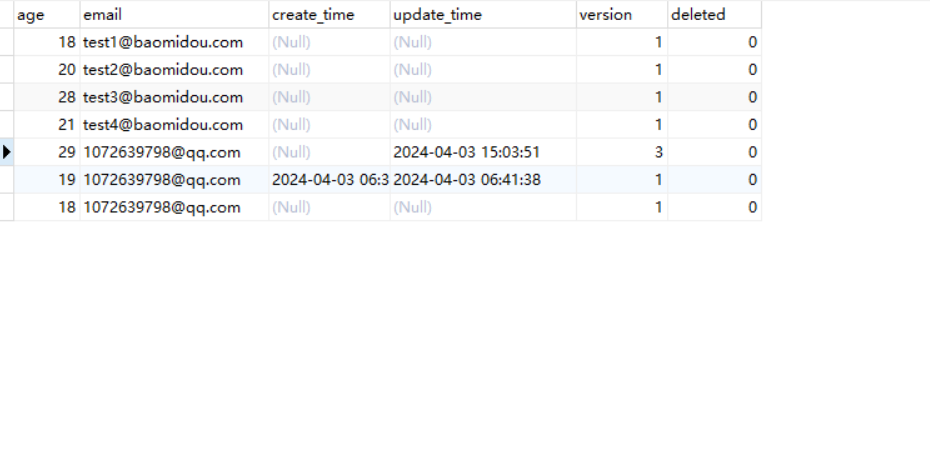 age email create_time update_time version deleted
18 test1@baomidou.com (Null) (Null) 1 0
20 test2@baomidou.com (Null) (Null) 1 0
28 test3@baomidou.com (Null) (Null) 1 0
21 test4@baomidou.com (Null) (Null) 1 0
29 1072639798@qq.com (Null) 2024-04-03 15:03:51 3 0
19 1072639798@qq.com 2024-04-03 06:3 2024-04-03 06:41:38 1 0
18 1072639798@qq.com (Null) (Null) 1 0